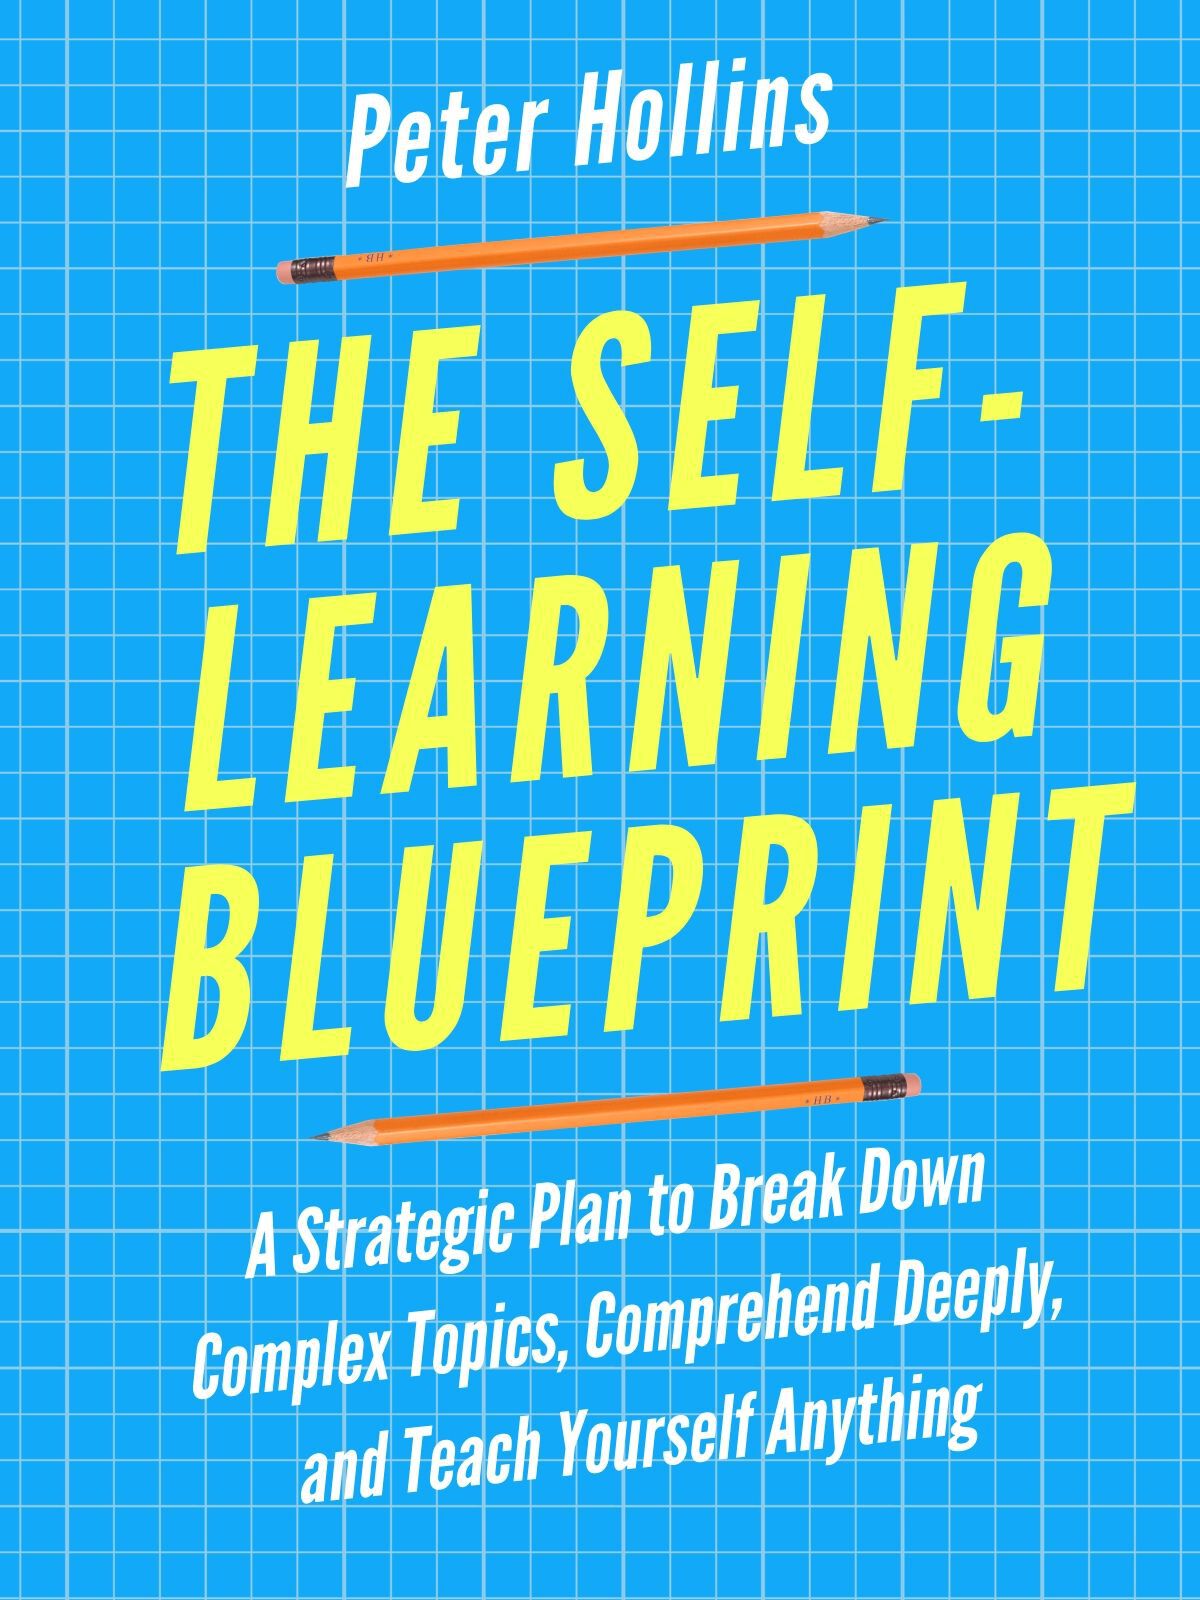 Peter Hollins
* HB *
THE SELF-
LEARNING
BLUEPRINT
* HB *
A Strategic Plan to Break Down
Complex Topics, Comprehend Deeply,
and Teach Yourself Anything